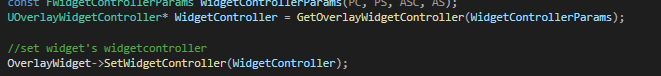 const FWidgetControllerParams WidgetControllerParams(PC, PS, ASC, AS);
UOverlayWidgetController* WidgetController = GetOverlayWidgetController(WidgetControllerParams);
//set widget's widgetcontroller
OverlayWidget->SetWidgetController(WidgetController);